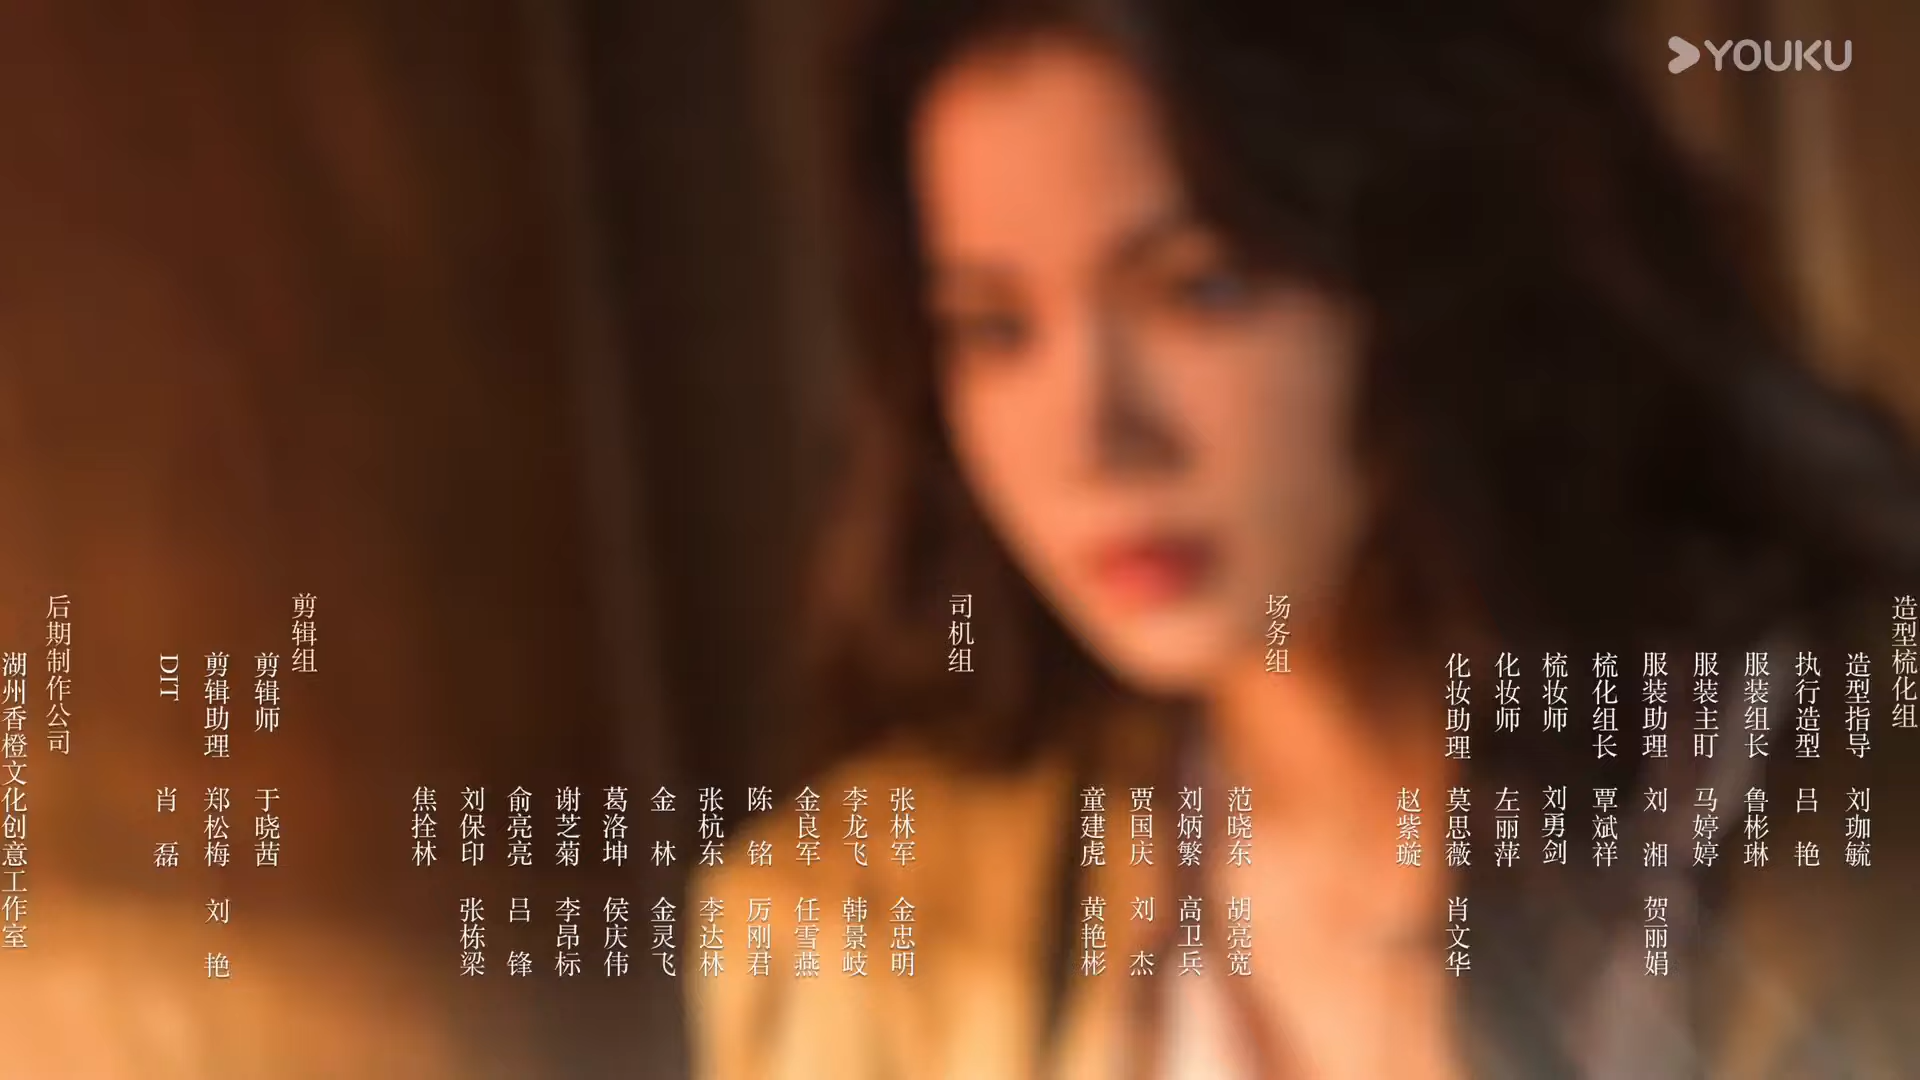 YOUKU
造型梳化组
造型指导 刘珈毓
执行造型 吕艳
服装组长 鲁彬琳
服装主盯 马婷婷
服装助理 刘湘 贺丽娟
梳化组长 覃斌祥
梳妆师 刘勇剑
化妆师 左丽萍
化妆助理 莫思薇 肖文华
赵紫璇
场务组
范晓东 胡亮宽
刘炳繁 高卫兵
贾国庆 刘杰
童建虎 黄艳彬
司机组
张林军 金忠明
李龙飞 韩景岐
金良军 任雪燕
陈铭 厉刚君
张杭东 李达林
金林 金灵飞
葛洛坤 侯庆伟
谢芝菊 李昂标
俞亮亮 吕锋
刘保印 张栋梁
焦拴林
剪辑组
剪辑师 于晓茜
剪辑助理 郑松梅 刘艳
DIT 肖磊
后期制作公司
湖州香橙文化创意工作室